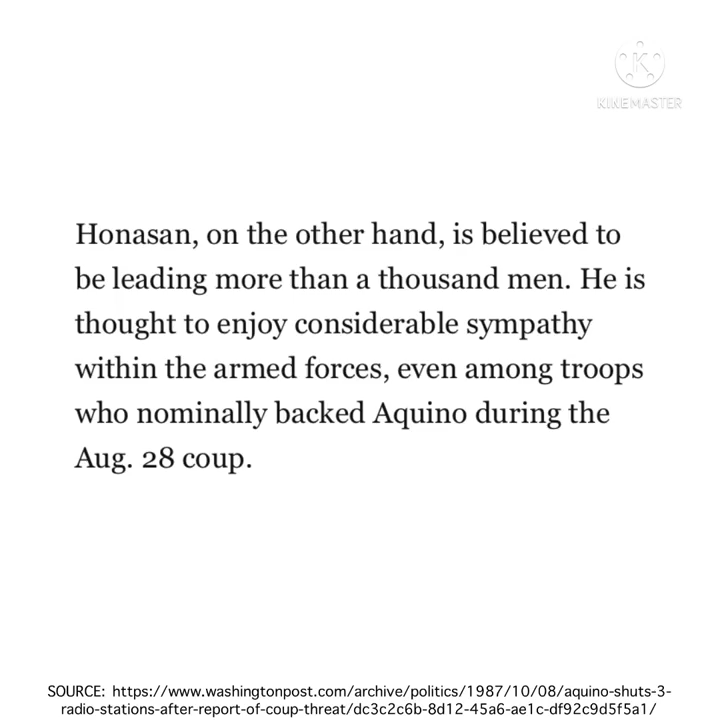 KINEMASTER
Honasan, on the other hand, is believed to
be leading more than a thousand men. He is
thought to enjoy considerable sympathy
within the armed forces, even among troops
who nominally backed Aquino during the
Aug. 28 coup.
SOURCE: https://www.washingtonpost.com/archive/politics/1987/10/08/aquino-shuts-3-
radio-stations-after-report-of-coup-threat/dc3c2c6b-8d12-45a6-ae1c-df92c9d5f5a1/